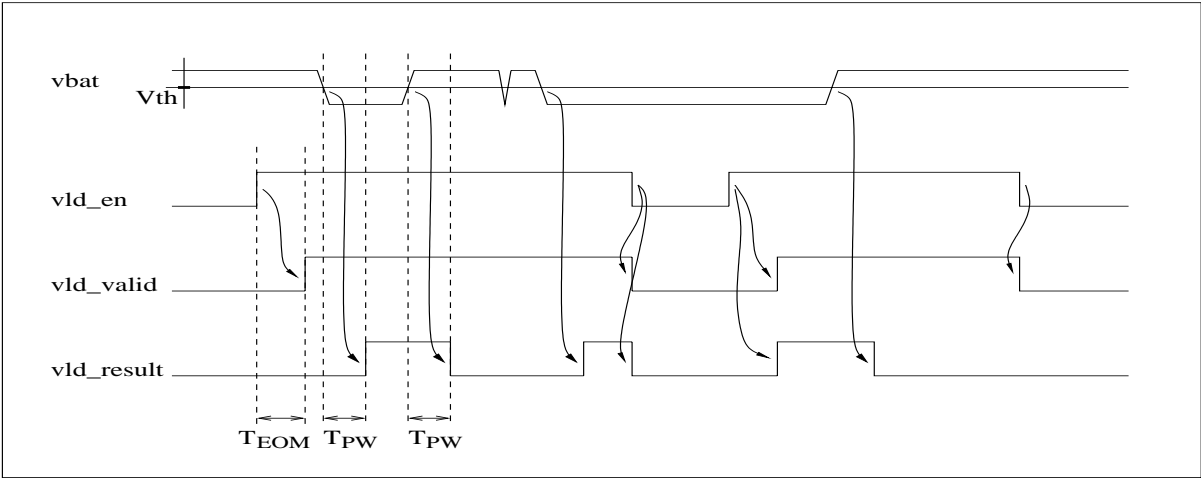 vbat
Vth
vld_en
vld_valid
vld_result
TEOM TPW TPW